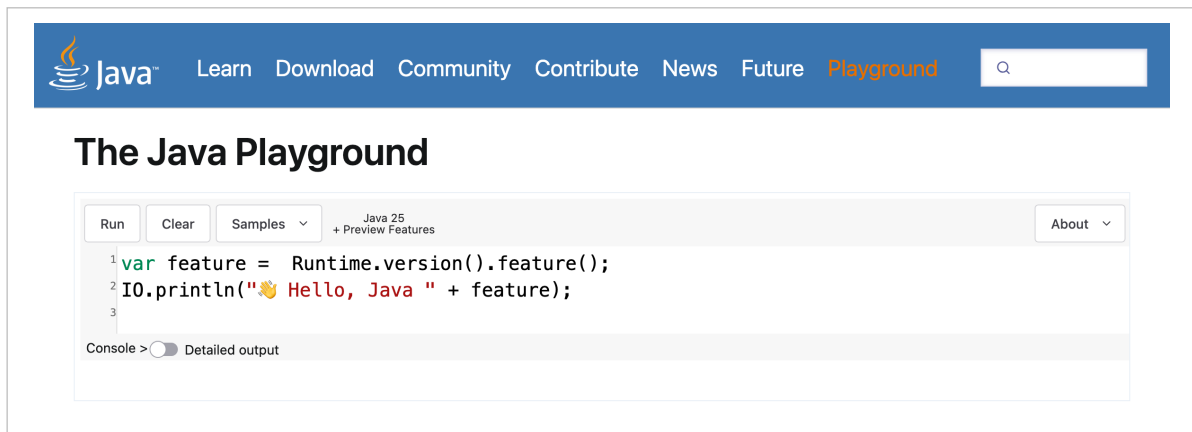 Java™ Learn Download Community Contribute News Future Playground
The Java Playground
Run Clear Samples Java 25 + Preview Features About
1 var feature =  Runtime.version().feature();
2 IO.println("👋 Hello, Java " + feature);
3
Console > Detailed output